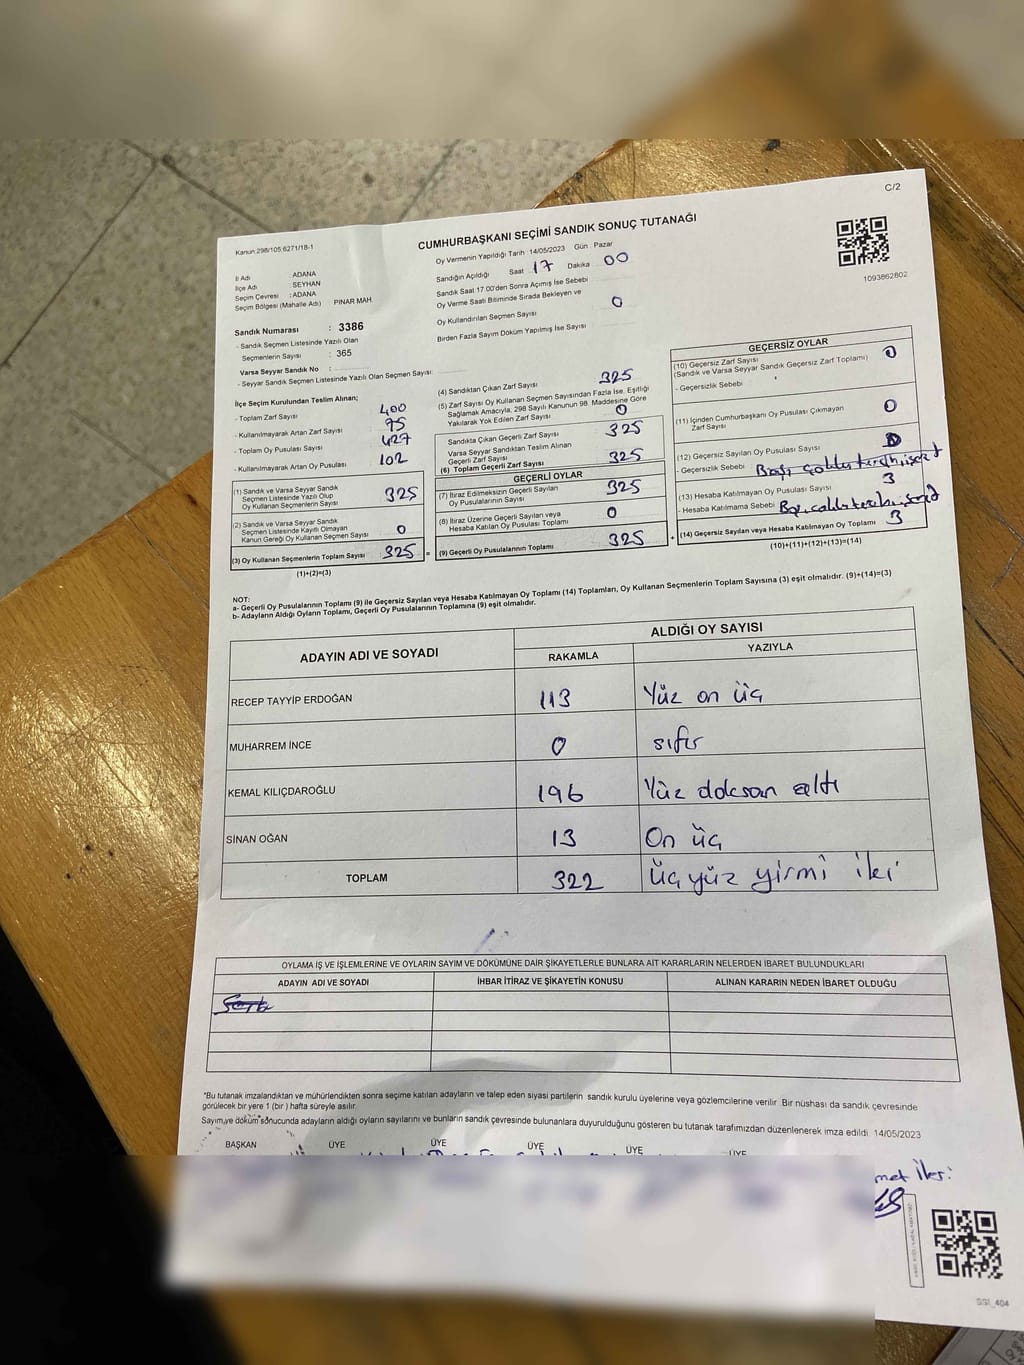 C/2
Kanun:298/105;6271/18-1
CUMHURBAŞKANI SEÇİMİ SANDIK SONUÇ TUTANAĞI
1093862802
İl Adı : ADANA
İlçe Adı : SEYHAN
Seçim Çevresi : ADANA
Seçim Bölgesi (Mahalle Adı) PINAR MAH.
Oy Vermenin Yapıldığı Tarih : 14/05/2023 Gün : Pazar
Sandığın Açıldığı Saat 17 Dakika 00
Sandık Saat 17:00'den Sonra Açılmış İse Sebebi
Oy Verme Saati Bitiminde Sırada Bekleyen ve
Oy Kullandırılan Seçmen Sayısı 0
Birden Fazla Sayım Döküm Yapılmış İse Sayısı
Sandık Numarası : 3386
- Sandık Seçmen Listesinde Yazılı Olan
Seçmenlerin Sayısı : 365
Varsa Seyyar Sandık No :
- Seyyar Sandık Seçmen Listesinde Yazılı Olan Seçmen Sayısı:
İlçe Seçim Kurulundan Teslim Alınan;
- Toplam Zarf Sayısı 400
- Kullanılmayarak Artan Zarf Sayısı 75
- Toplam Oy Pusulası Sayısı 427
- Kullanılmayarak Artan Oy Pusulası 102
(1) Sandık ve Varsa Seyyar Sandık
Seçmen Listesinde Yazılı Olup
Oy Kullanan Seçmenlerin Sayısı 325
(2) Sandık ve Varsa Seyyar Sandık
Seçmen Listesinde Kayıtlı Olmayan
Kanun Gereği Oy Kullanan Seçmen Sayısı 0
(3) Oy Kullanan Seçmenlerin Toplam Sayısı 325 =
(1)+(2)=(3)
(4) Sandıktan Çıkan Zarf Sayısı 325
(5) Zarf Sayısı Oy Kullanan Seçmen Sayısından Fazla İse, Eşitliği
Sağlamak Amacıyla, 298 Sayılı Kanunun 98. Maddesine Göre
Yakılarak Yok Edilen Zarf Sayısı 0
Sandıkta Çıkan Geçerli Zarf Sayısı 325
Varsa Seyyar Sandıktan Teslim Alınan
Geçerli Zarf Sayısı
(6) Toplam Geçerli Zarf Sayısı 325
GEÇERLİ OYLAR
(7) İtiraz Edilmeksizin Geçerli Sayılan
Oy Pusulalarının Sayısı 325
(8) İtiraz Üzerine Geçerli Sayılan veya
Hesaba Katılan Oy Pusulası Toplamı 0
(9) Geçerli Oy Pusulalarının Toplamı 325 +
GEÇERSİZ OYLAR
(10) Geçersiz Zarf Sayısı 0
(Sandık ve Varsa Seyyar Sandık Geçersiz Zarf Toplamı)
- Geçersizlik Sebebi
(11) İçinden Cumhurbaşkanı Oy Pusulası Çıkmayan
Zarf Sayısı 0
(12) Geçersiz Sayılan Oy Pusulası Sayısı
- Geçersizlik Sebebi
(13) Hesaba Katılmayan Oy Pusulası Sayısı 3
- Hesaba Katılmama Sebebi
(14) Geçersiz Sayılan veya Hesaba Katılmayan Oy Toplamı 3
(10)+(11)+(12)+(13)=(14)
NOT:
a- Geçerli Oy Pusulalarının Toplamı (9) ile Geçersiz Sayılan veya Hesaba Katılmayan Oy Toplamı (14) Toplamları, Oy Kullanan Seçmenlerin Toplam Sayısına (3) eşit olmalıdır. (9)+(14)=(3)
b- Adayların Aldığı Oyların Toplamı, Geçerli Oy Pusulalarının Toplamına (9) eşit olmalıdır.
ADAYIN ADI VE SOYADI ALDIĞI OY SAYISI
RAKAMLA YAZIYLA
RECEP TAYYİP ERDOĞAN 113 Yüz on üç
MUHARREM İNCE 0 sıfır
KEMAL KILIÇDAROĞLU 196 Yüz doksan altı
SİNAN OĞAN 13 On üç
TOPLAM 322 Üç yüz yirmi iki
OYLAMA İŞ VE İŞLEMLERİNE VE OYLARIN SAYIM VE DÖKÜMÜNE DAİR ŞİKAYETLERLE BUNLARA AİT KARARLARIN NELERDEN İBARET BULUNDUKLARI
ADAYIN ADI VE SOYADI İHBAR İTİRAZ VE ŞİKAYETİN KONUSU ALINAN KARARIN NEDEN İBARET OLDUĞU
*Bu tutanak imzalandıktan ve mühürlendikten sonra seçime katılan adayların ve talep eden siyasi partilerin sandık kurulu üyelerine veya gözlemcilerine verilir. Bir nüshası da sandık çevresinde
görülecek bir yere 1 (bir) hafta süreyle asılır.
Sayım ve döküm sonucunda adayların aldığı oyların sayılarını ve bunların sandık çevresinde bulunanlara duyurulduğunu gösteren bu tutanak tarafımızdan düzenlenerek imza edildi. 14/05/2023
BAŞKAN ÜYE ÜYE ÜYE ÜYE ÜYE